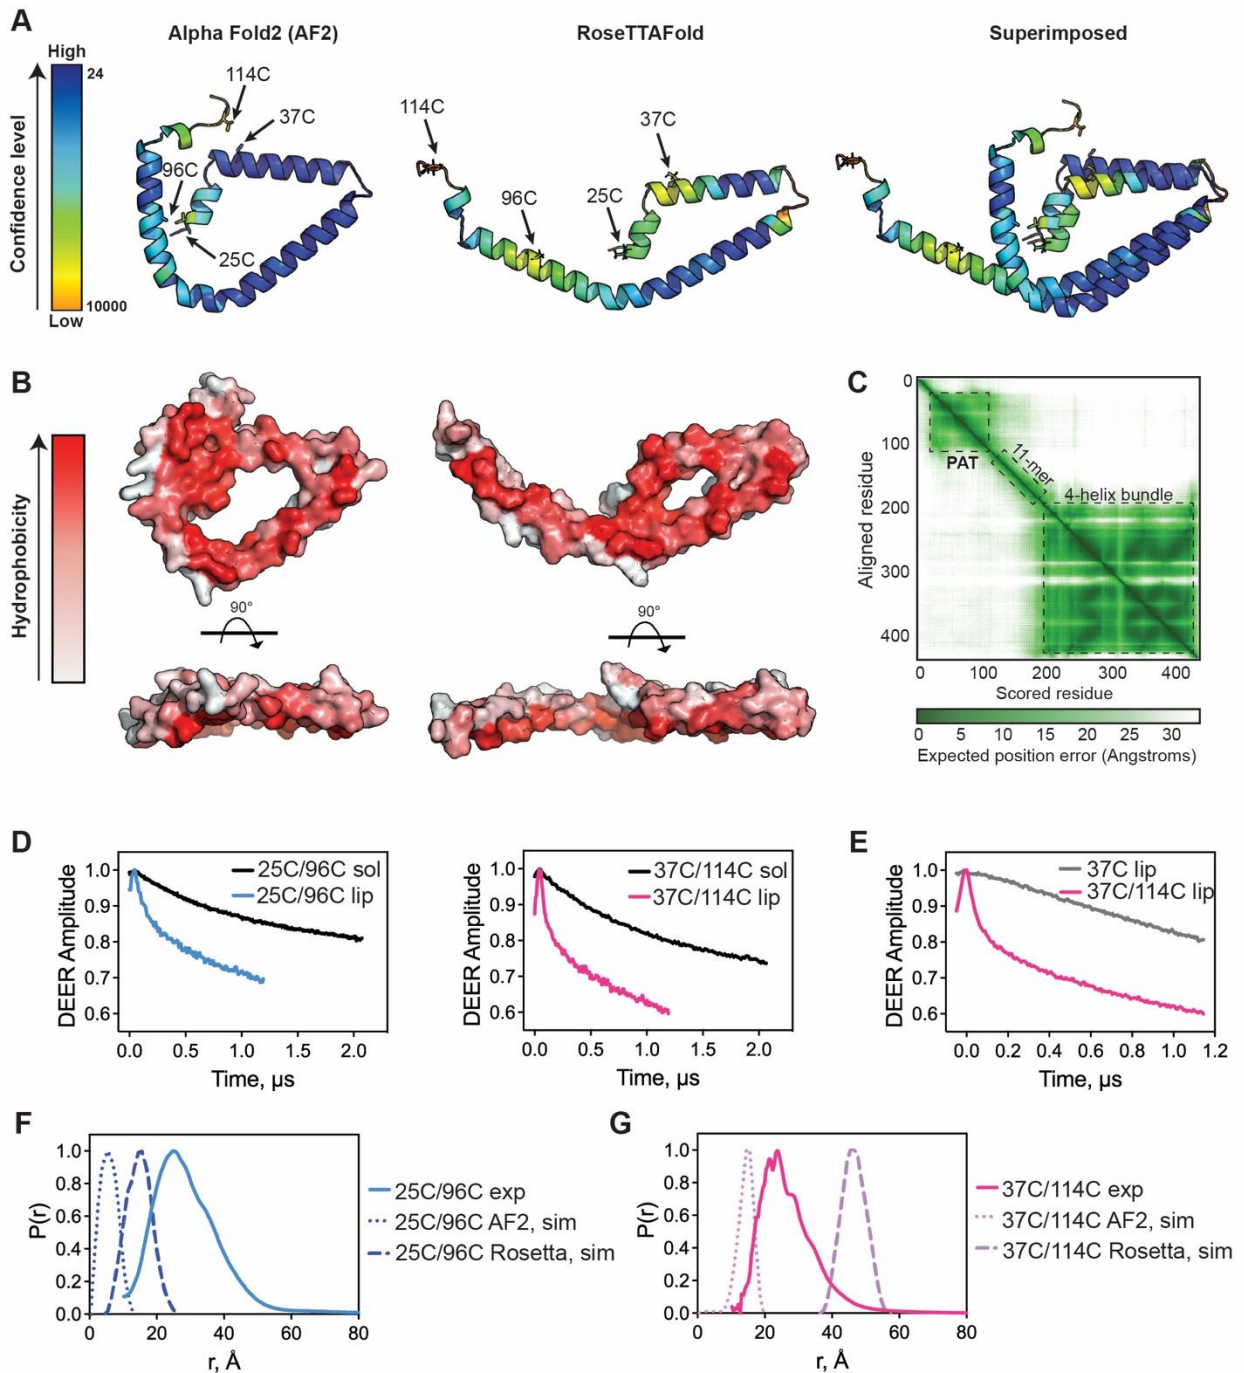 A
Alpha Fold2 (AF2)
RoseTTAFold
Superimposed
High
24
Confidence level
10000
Low
114C
37C
96C
25C
114C
96C
37C
25C
B
Hydrophobicity
90°
90°
C
0
100
200
300
400
Aligned residue
PAT
11-mer
4-helix bundle
0 100 200 300 400
Scored residue
0 5 10 15 20 25 30
Expected position error (Angstroms)
D
DEER Amplitude
1.0
0.9
0.8
0.7
0.6
25C/96C sol
25C/96C lip
0.0 0.5 1.0 1.5 2.0
Time, µs
DEER Amplitude
1.0
0.9
0.8
0.7
0.6
37C/114C sol
37C/114C lip
0.0 0.5 1.0 1.5 2.0
Time, µs
E
DEER Amplitude
1.0
0.9
0.8
0.7
0.6
37C lip
37C/114C lip
0.0 0.2 0.4 0.6 0.8 1.0 1.2
Time, µs
F
P(r)
1.0
0.8
0.6
0.4
0.2
0.0
0 20 40 60 80
r, Å
25C/96C exp
25C/96C AF2, sim
25C/96C Rosetta, sim
G
P(r)
1.0
0.8
0.6
0.4
0.2
0.0
0 20 40 60 80
r, Å
37C/114C exp
37C/114C AF2, sim
37C/114C Rosetta, sim